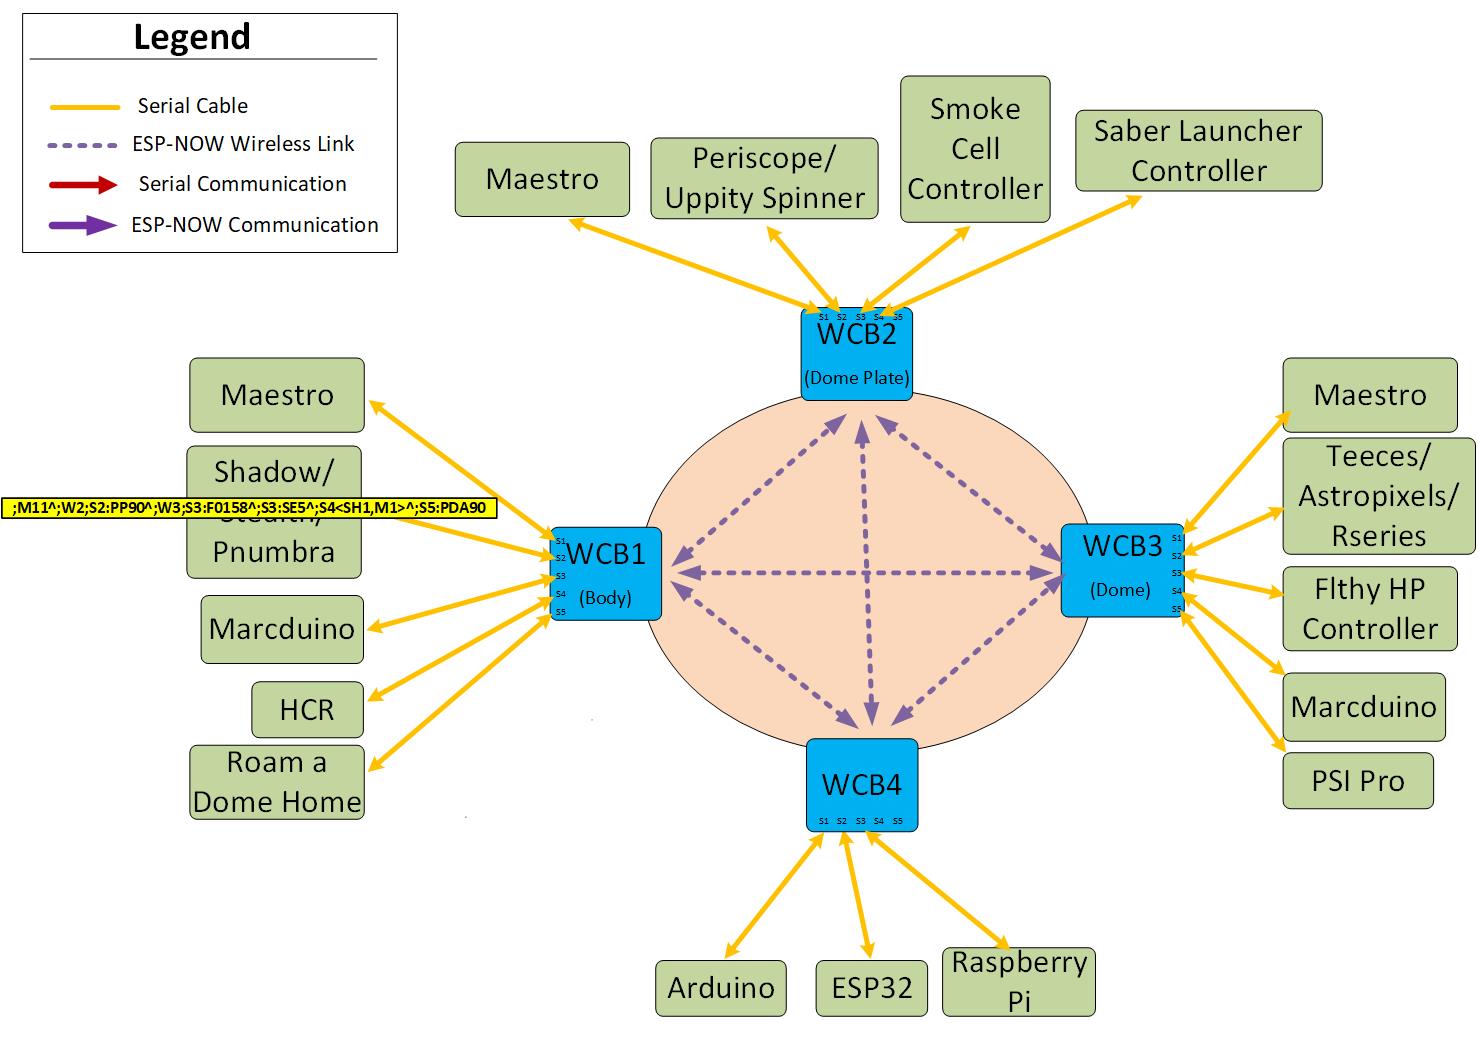 Legend
Serial Cable
ESP-NOW Wireless Link
Serial Communication
ESP-NOW Communication
Maestro
Periscope/
Uppity Spinner
Smoke
Cell
Controller
Saber Launcher
Controller
S1 S2 S3 S4 S5
WCB2
(Dome Plate)
Maestro
Shadow/
;M11^;W2;S2:PP90^;W3;S3:F0158^;S3:SE5^;S4<SH1,M1>^;S5:PDA90
Pnumbra
Marcduino
HCR
Roam a
Dome Home
S1
S2
S3
S4
S5
WCB1
(Body)
WCB3
(Dome)
S1
S2
S3
S4
S5
Maestro
Teeces/
Astropixels/
Rseries
Flthy HP
Controller
Marcduino
PSI Pro
WCB4
S1 S2 S3 S4 S5
Arduino
ESP32
Raspberry
Pi